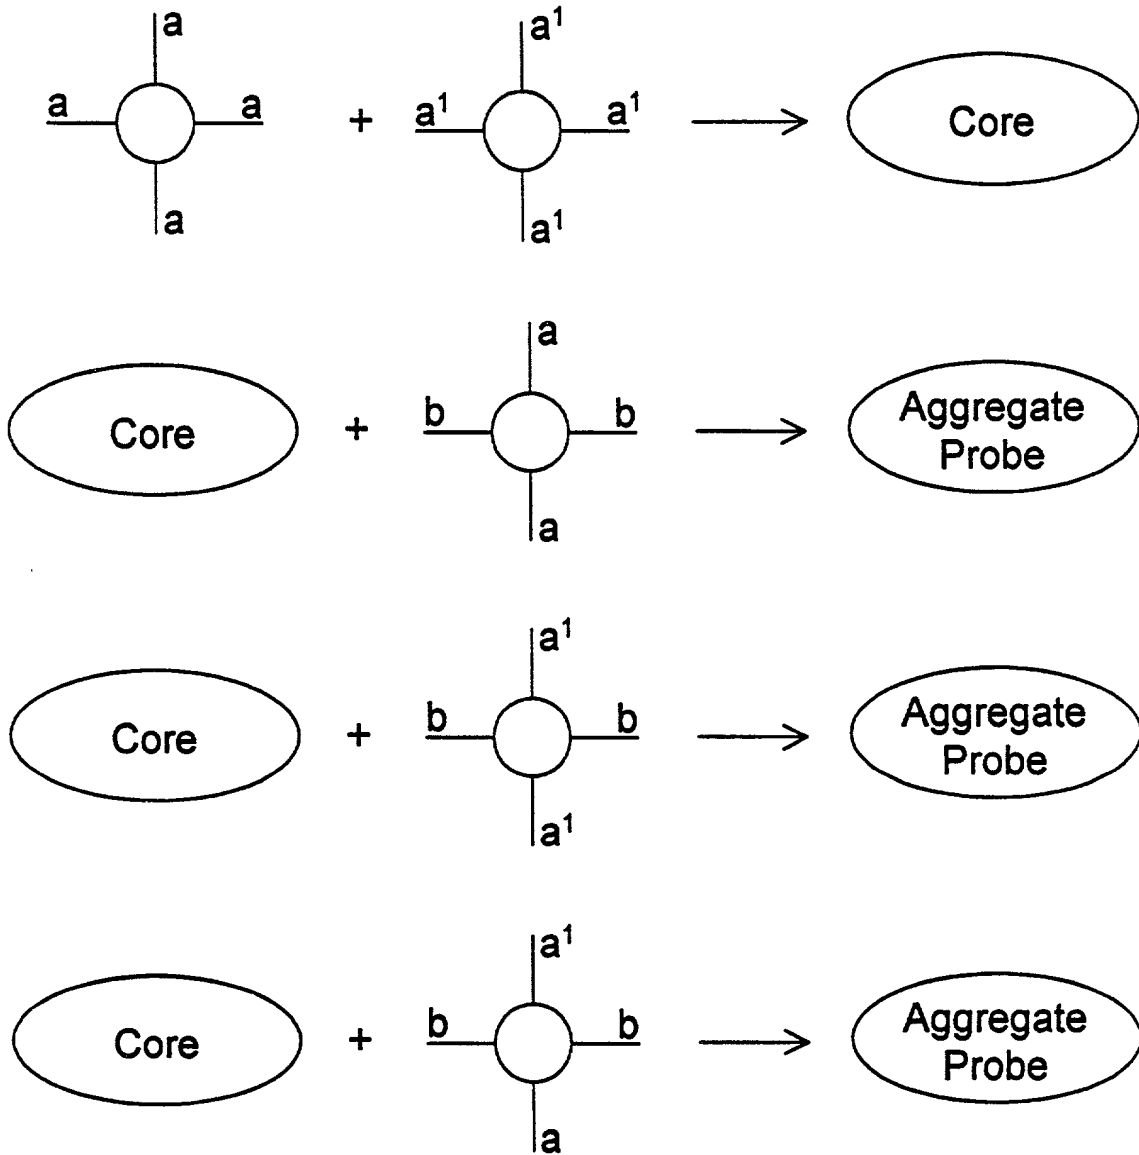 a a¹
a a + a¹ a¹ Core
a a¹
a
Core + b b Aggregate
Probe
a
a¹
Core + b b Aggregate
Probe
a¹
a¹
Core + b b Aggregate
Probe
a